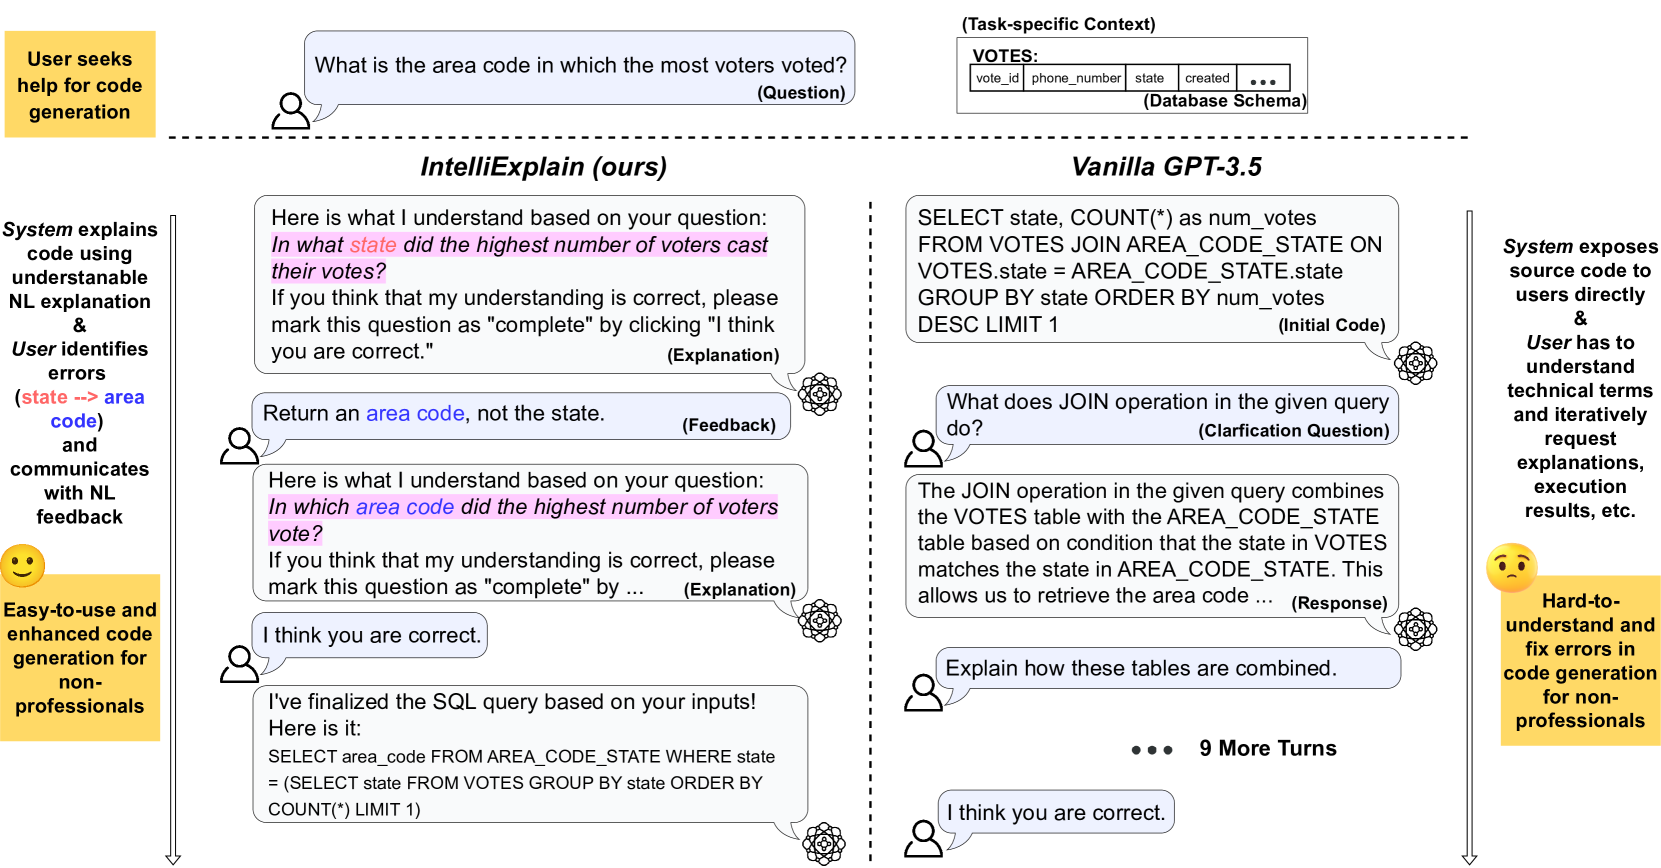 User seeks
help for code
generation
What is the area code in which the most voters voted?
(Question)
(Task-specific Context)
VOTES:
vote_id phone_number state created
(Database Schema)
IntelliExplain (ours)
System explains
code using
understanable
NL explanation
&
User identifies
errors
(state --> area
code)
and
communicates
with NL
feedback
Easy-to-use and
enhanced code
generation for
non-
professionals
Here is what I understand based on your question:
In what state did the highest number of voters cast
their votes?
If you think that my understanding is correct, please
mark this question as "complete" by clicking "I think
you are correct."
(Explanation)
Return an area code, not the state.
(Feedback)
Here is what I understand based on your question:
In which area code did the highest number of voters
vote?
If you think that my understanding is correct, please
mark this question as "complete" by ...
(Explanation)
I think you are correct.
I've finalized the SQL query based on your inputs!
Here is it:
SELECT area_code FROM AREA_CODE_STATE WHERE state
= (SELECT state FROM VOTES GROUP BY state ORDER BY
COUNT(*) LIMIT 1)
Vanilla GPT-3.5
SELECT state, COUNT(*) as num_votes
FROM VOTES JOIN AREA_CODE_STATE ON
VOTES.state = AREA_CODE_STATE.state
GROUP BY state ORDER BY num_votes
DESC LIMIT 1
(Initial Code)
What does JOIN operation in the given query
do?
(Clarfication Question)
The JOIN operation in the given query combines
the VOTES table with the AREA_CODE_STATE
table based on condition that the state in VOTES
matches the state in AREA_CODE_STATE. This
allows us to retrieve the area code ...
(Response)
Explain how these tables are combined.
9 More Turns
I think you are correct.
System exposes
source code to
users directly
&
User has to
understand
technical terms
and iteratively
request
explanations,
execution
results, etc.
Hard-to-
understand and
fix errors in
code generation
for non-
professionals